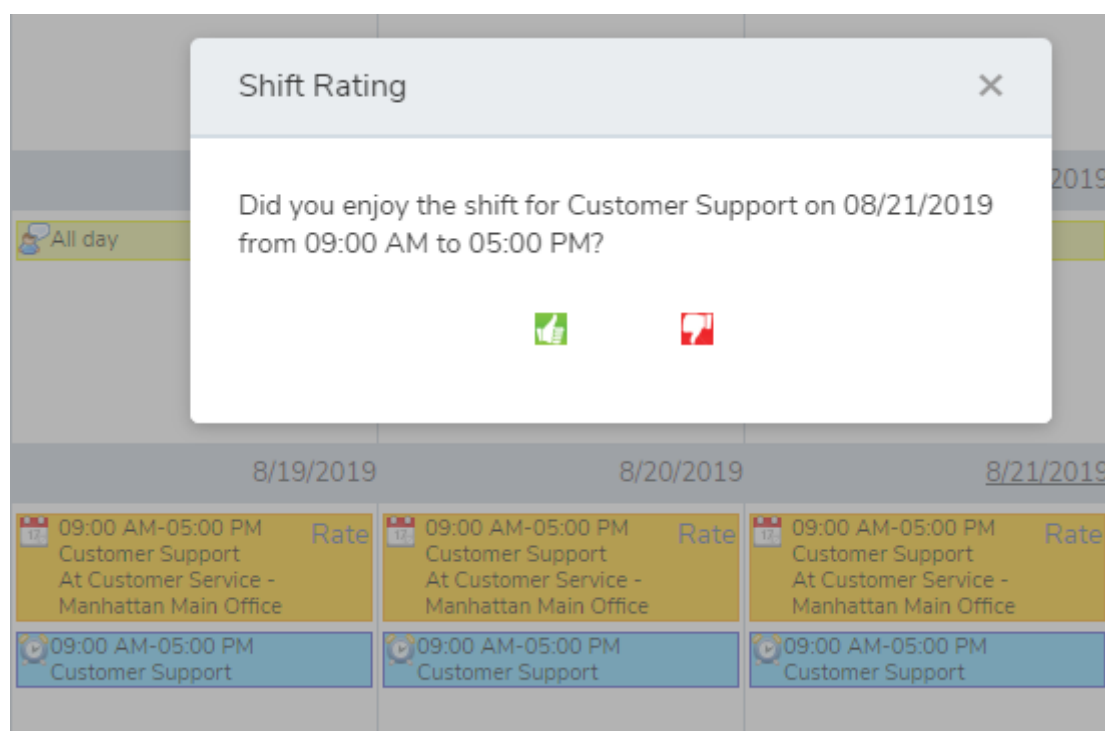 Shift Rating
Did you enjoy the shift for Customer Support on 08/21/2019
from 09:00 AM to 05:00 PM?
2019
All day
8/19/2019
8/20/2019
8/21/2019
09:00 AM-05:00 PM Rate
Customer Support
At Customer Service -
Manhattan Main Office
09:00 AM-05:00 PM Rate
Customer Support
At Customer Service -
Manhattan Main Office
09:00 AM-05:00 PM Rate
Customer Support
At Customer Service -
Manhattan Main Office
09:00 AM-05:00 PM
Customer Support
09:00 AM-05:00 PM
Customer Support
09:00 AM-05:00 PM
Customer Support